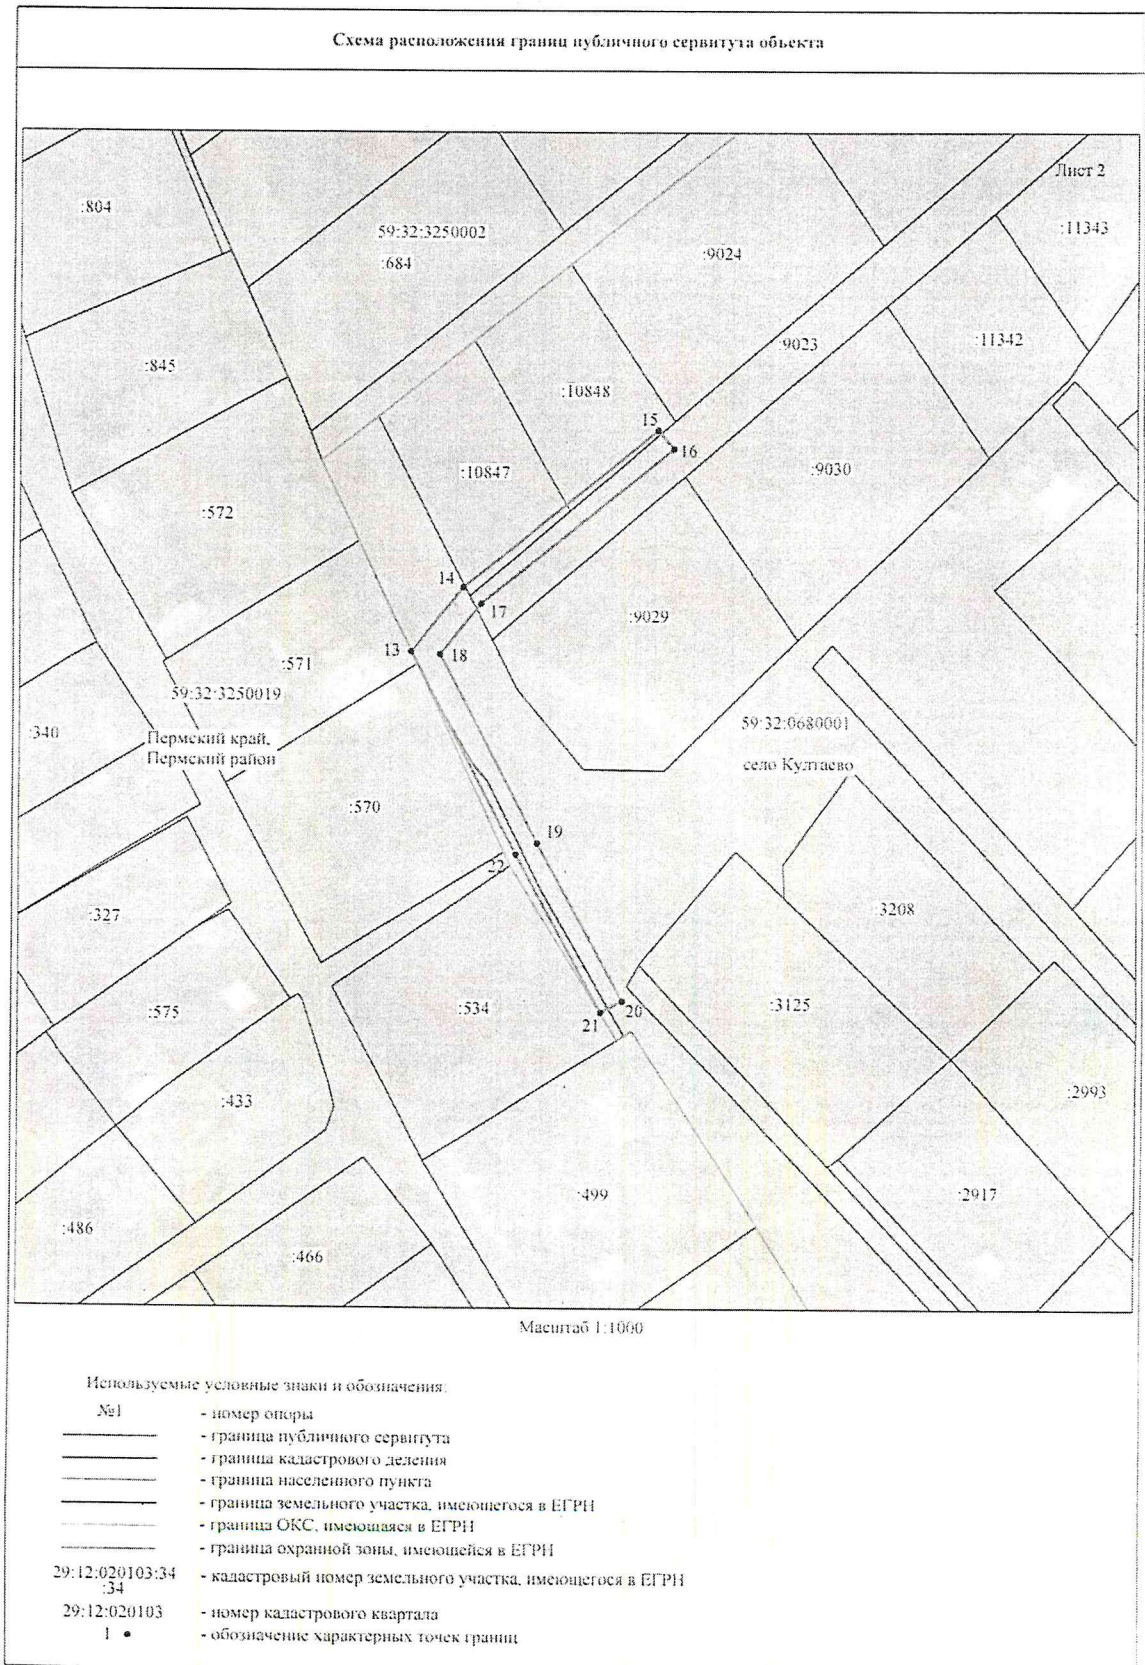 Схема расположения границ публичного сервитута объекта
Лист 2
:804
:11343
59:32:3250002
:684
:9024
:9023
:11342
:845
:10848
15
16
:10847
:9030
:572
14
17
:9029
13
18
:571
59:32:3250019
:340
Пермский край,
Пермский район
59:32:0680001
село Култаево
:570
19
22
:327
:3208
:575
:534
20
21
:3125
:433
:2993
:499
:2917
:486
:466
Масштаб 1:1000
Используемые условные знаки и обозначения:
№1 - номер опоры
- граница публичного сервитута
- граница кадастрового деления
- граница населенного пункта
- граница земельного участка, имеющегося в ЕГРН
- граница ОКС, имеющаяся в ЕГРН
- граница охранной зоны, имеющейся в ЕГРН
29:12:020103:34
:34 - кадастровый номер земельного участка, имеющегося в ЕГРН
29:12:020103 - номер кадастрового квартала
1 • - обозначение характерных точек границ